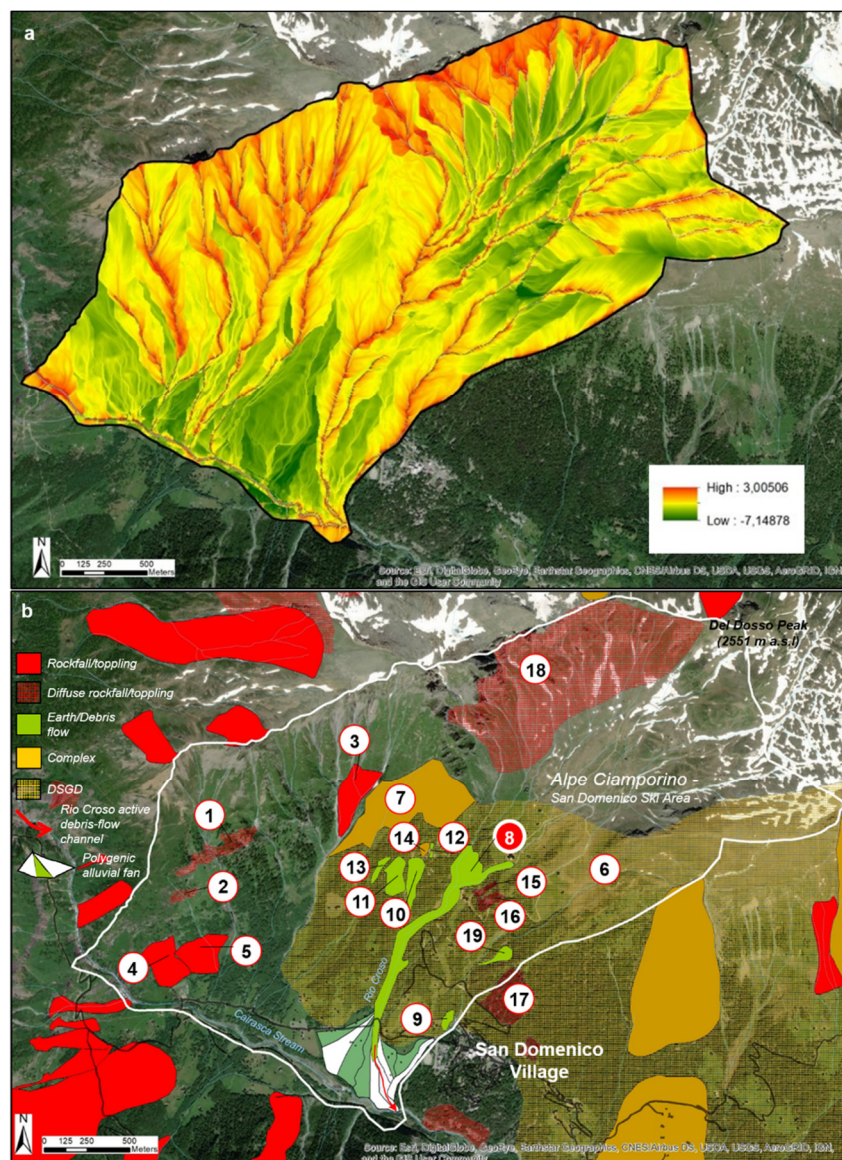 a
High : 3,00506
Low : -7,14878
N
0 125 250 500
Meters
Source: Esri, DigitalGlobe, GeoEye, Earthstar Geographics, CNES/Airbus DS, USDA, USGS, AeroGRID, IGN,
and the GIS User Community
b
Del Dosso Peak
(2551 m a.s.l)
Rockfall/toppling
Diffuse rockfall/toppling
Earth/Debris
flow
Complex
DSGD
Rio Croso active
debris-flow
channel
Polygenic
alluvial fan
18
3
Alpe Ciamporino -
San Domenico Ski Area -
7
1
14
12
8
13
6
2
15
11
10
16
19
5
4
Rio Croso
17
9
Cairasca Stream
San Domenico
Village
N
0 125 250 500
Meters
Source: Esri, DigitalGlobe, GeoEye, Earthstar Geographics, CNES/Airbus DS, USDA, USGS, AeroGRID, IGN,
and the GIS User Community